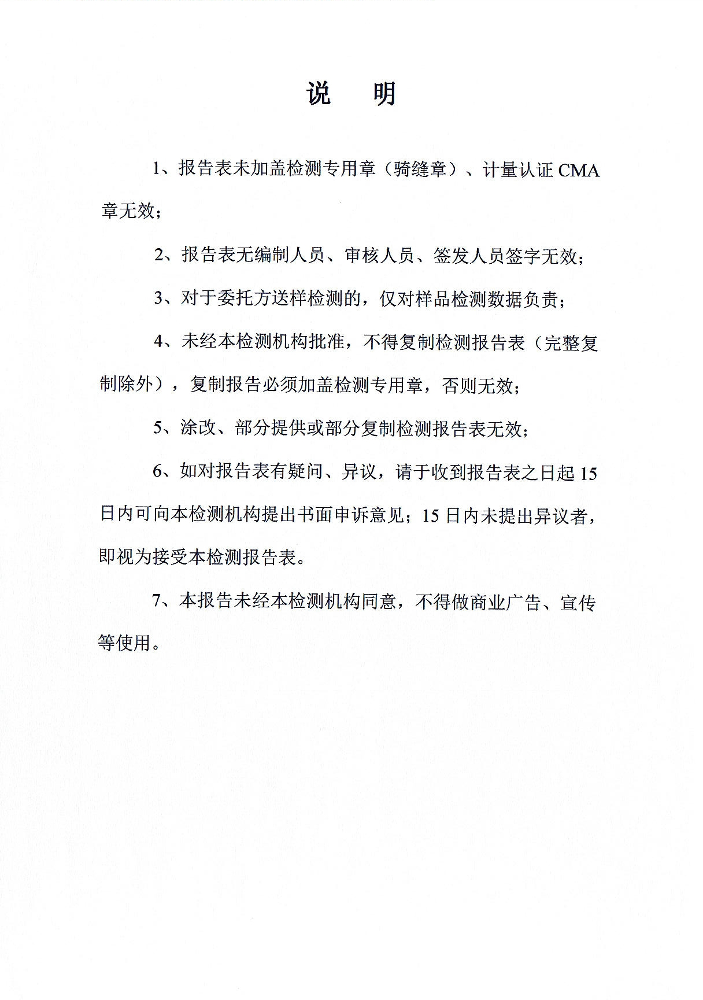 说 明
1、报告表未加盖检测专用章（骑缝章）、计量认证 CMA
章无效；
2、报告表无编制人员、审核人员、签发人员签字无效；
3、对于委托方送样检测的，仅对样品检测数据负责；
4、未经本检测机构批准，不得复制检测报告表（完整复
制除外），复制报告必须加盖检测专用章，否则无效；
5、涂改、部分提供或部分复制检测报告表无效；
6、如对报告表有疑问、异议，请于收到报告表之日起 15
日内可向本检测机构提出书面申诉意见；15 日内未提出异议者，
即视为接受本检测报告表。
7、本报告未经本检测机构同意，不得做商业广告、宣传
等使用。